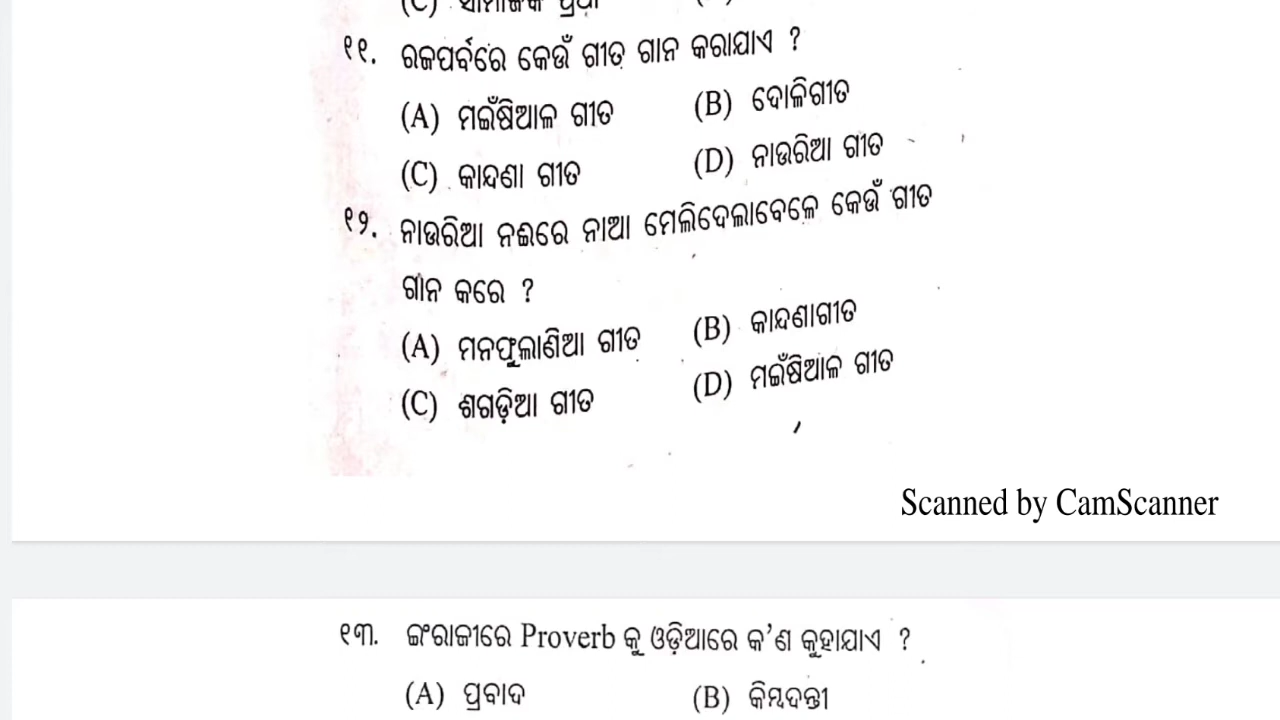 (C) ସାମାଜିକ ପ୍ରଥା
୧୧. ରଜପର୍ବରେ କେଉଁ ଗୀତ ଗାନ କରାଯାଏ ?
(A) ମଇଁଷିଆଳ ଗୀତ (B) ଦୋଳିଗୀତ
(C) କାନ୍ଦଣା ଗୀତ (D) ନାଉରିଆ ଗୀତ
୧୨. ନାଉରିଆ ନଈରେ ନାଆ ମେଲିଦେଲାବେଳେ କେଉଁ ଗୀତ
ଗାନ କରେ ?
(A) ମନଫୁଲାଣିଆ ଗୀତ (B) କାନ୍ଦଣାଗୀତ
(C) ଶଗଡ଼ିଆ ଗୀତ (D) ମଇଁଷିଆଳ ଗୀତ
Scanned by CamScanner
୧୩. ଇଂରାଜୀରେ Proverb କୁ ଓଡ଼ିଆରେ କ'ଣ କୁହାଯାଏ ?
(A) ପ୍ରବାଦ (B) କିମ୍ବଦନ୍ତୀ